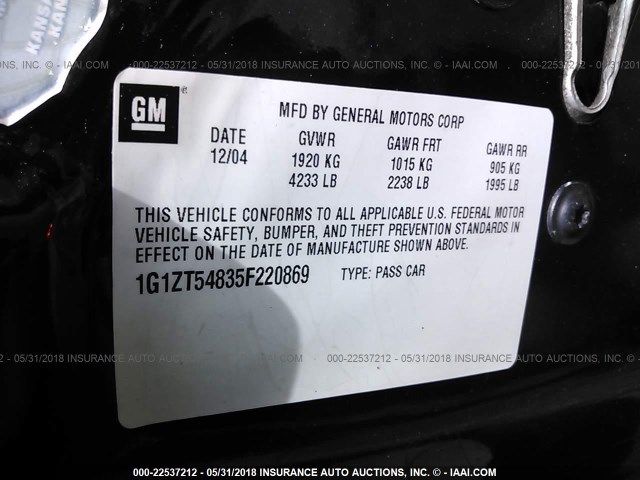 KANSAS
KANS
000-22537212 - 05/31/2018 INSURANCE AUTO AUCTIONS, INC. © - IAAI.COM
GM
®
MFD BY GENERAL MOTORS CORP
DATE GVWR GAWR FRT GAWR RR
12/04 1920 KG 1015 KG 905 KG
4233 LB 2238 LB 1995 LB
THIS VEHICLE CONFORMS TO ALL APPLICABLE U.S. FEDERAL MOTOR
VEHICLE SAFETY, BUMPER, AND THEFT PREVENTION STANDARDS IN
EFFECT ON THE DATE OF MANUFACTURE SHOWN ABOVE.
1G1ZT54835F220869 TYPE: PASS CAR
000-22537212 - 05/31/2018 INSURANCE AUTO AUCTIONS, INC. © - IAAI.COM
000-22537212 - 05/31/2018 INSURANCE AUTO AUCTIONS, INC. © - IAAI.COM